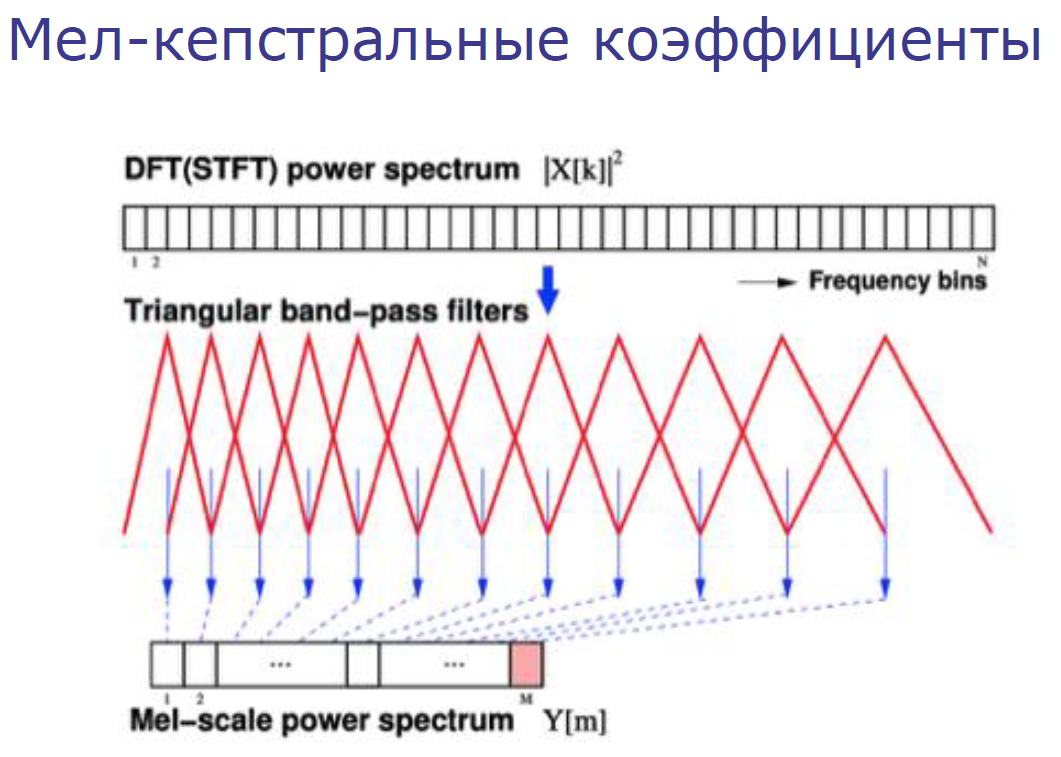 Мел-кепстральные коэффициенты
DFT(STFT) power spectrum |X[k]|²
1 2 N
Frequency bins
Triangular band–pass filters
... ...
1 2 M
Mel–scale power spectrum Y[m]